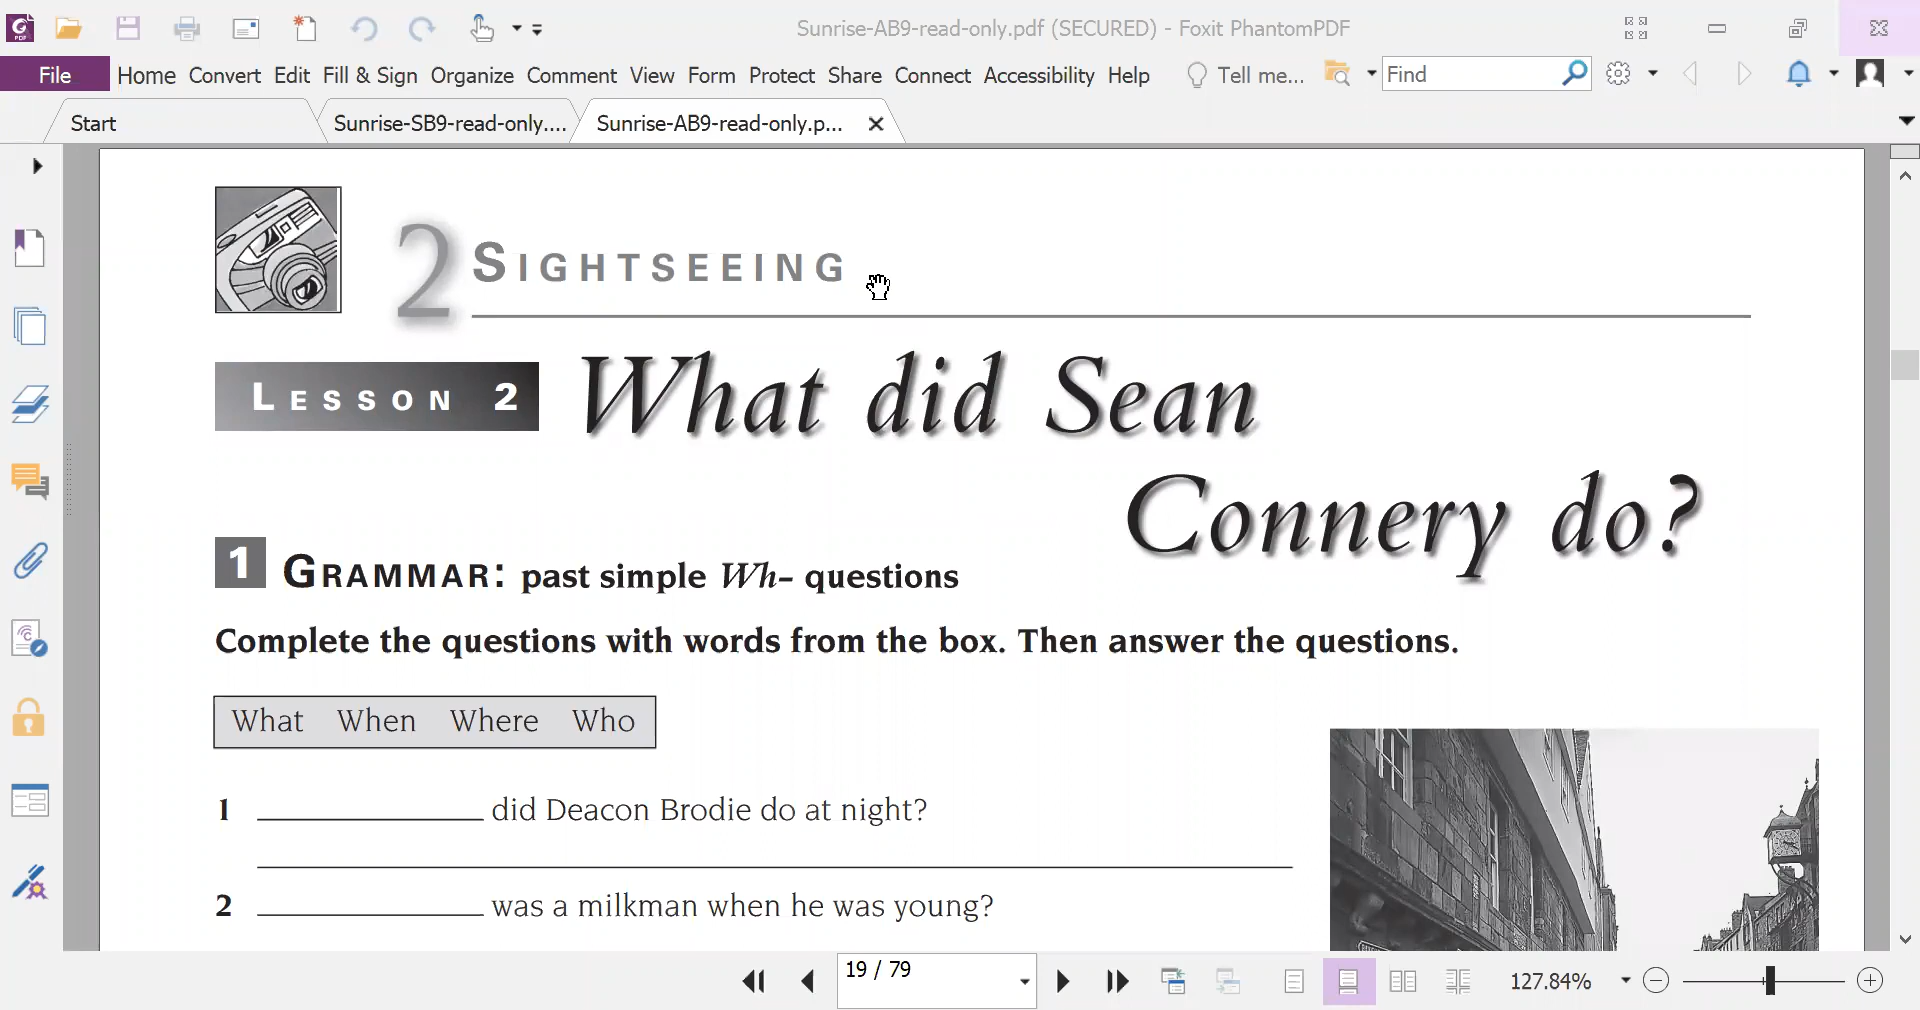 Sunrise-AB9-read-only.pdf (SECURED) - Foxit PhantomPDF
File Home Convert Edit Fill & Sign Organize Comment View Form Protect Share Connect Accessibility Help Tell me... Find
Start Sunrise-SB9-read-only.... Sunrise-AB9-read-only.p...
2 SIGHTSEEING
LESSON 2 What did Sean
Connery do?
1 GRAMMAR: past simple Wh– questions
Complete the questions with words from the box. Then answer the questions.
What When Where Who
1 did Deacon Brodie do at night?
2 was a milkman when he was young?
19 / 79 127.84%